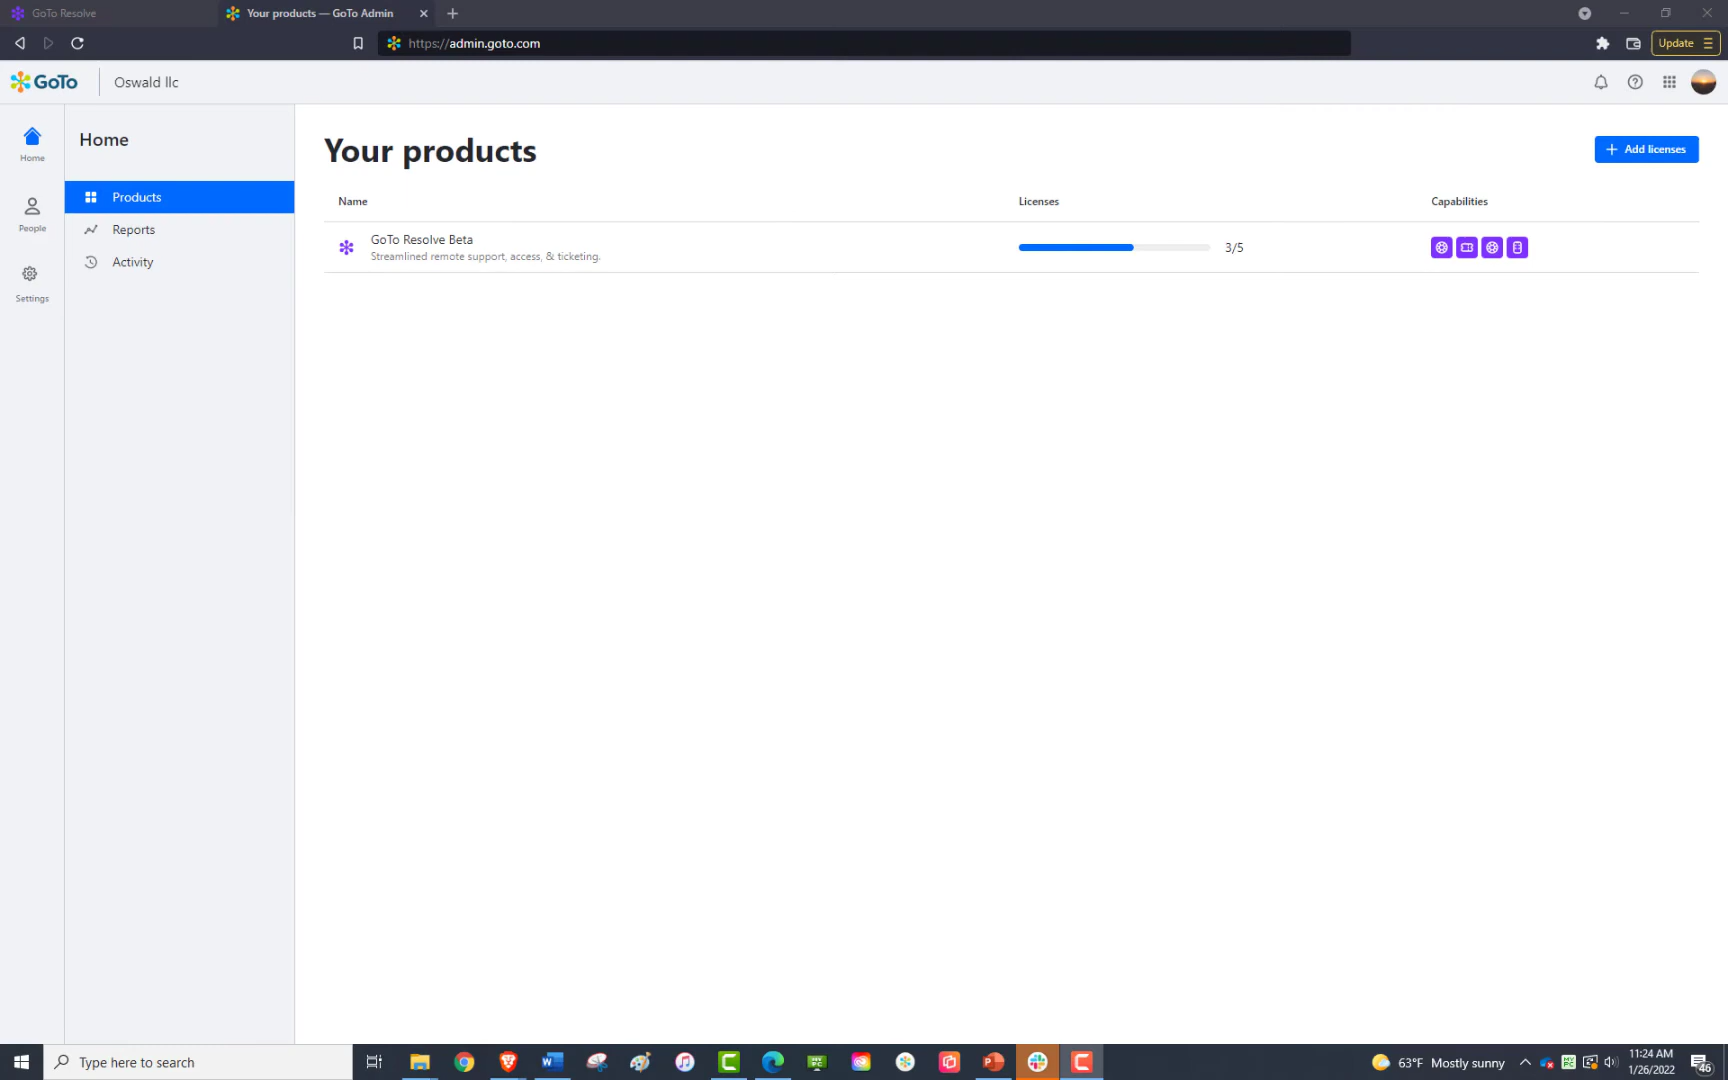 GoTo Resolve
Your products — GoTo Admin
https://admin.goto.com
Update
GoTo
Oswald llc
Home
People
Settings
Home
Products
Reports
Activity
Your products
Add licenses
Name
Licenses
Capabilities
GoTo Resolve Beta
Streamlined remote support, access, & ticketing.
3/5
Type here to search
63°F Mostly sunny
11:24 AM
1/26/2022
46